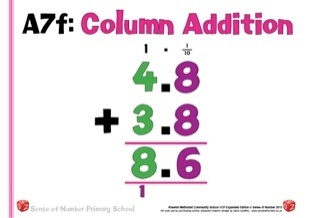 A7f: Column Addition
1 . 1/10
4.8
+ 3.8
8.6
1
Sense of Number Primary School